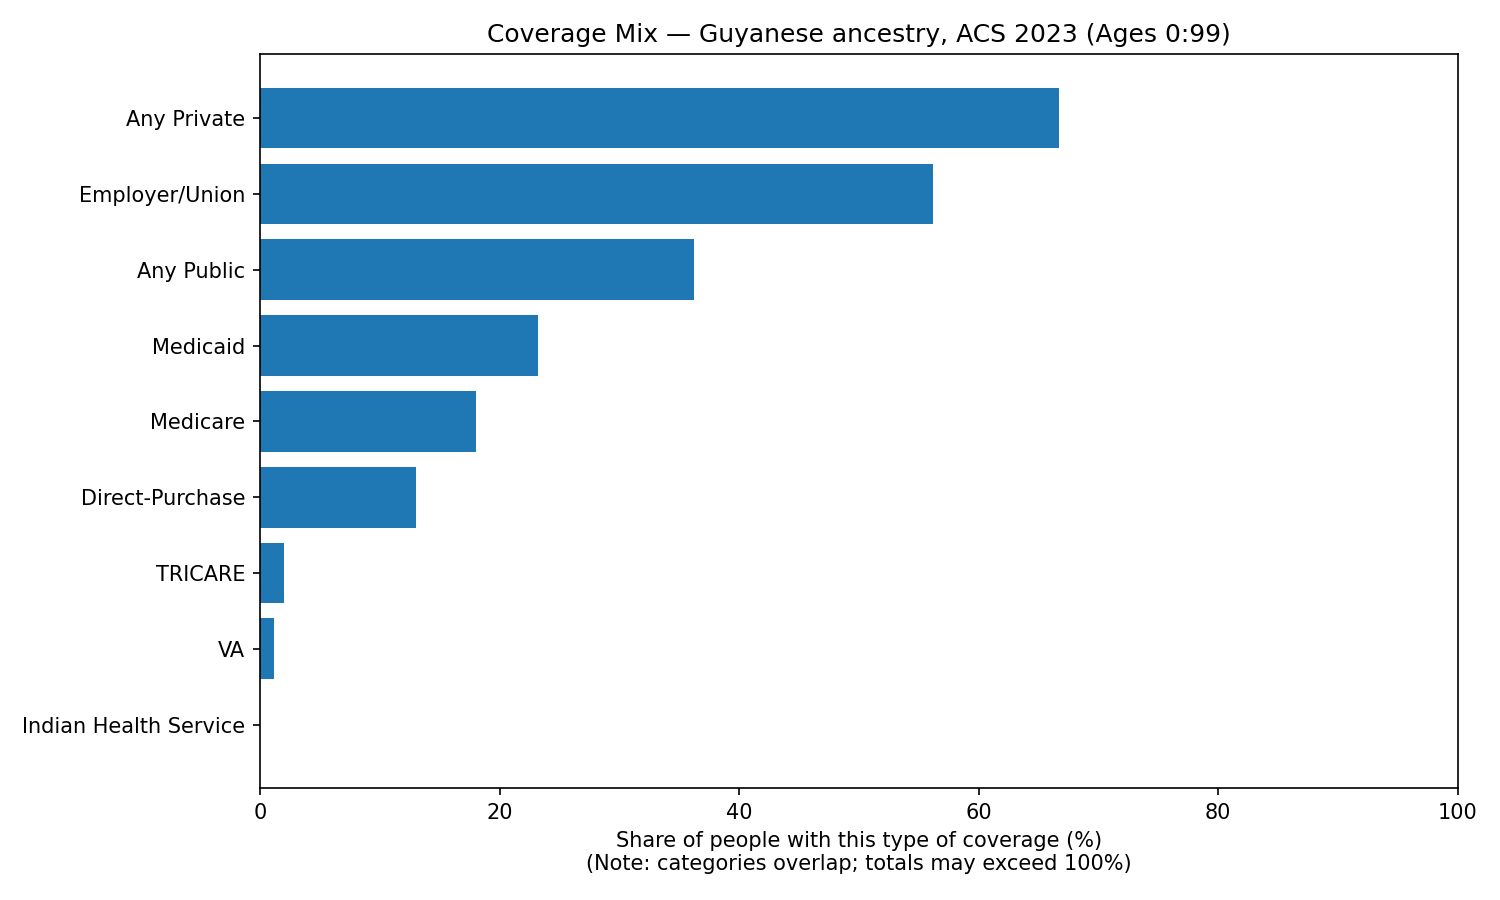 Coverage Mix — Guyanese ancestry, ACS 2023 (Ages 0:99)
Any Private
Employer/Union
Any Public
Medicaid
Medicare
Direct-Purchase
TRICARE
VA
Indian Health Service
0 20 40 60 80 100
Share of people with this type of coverage (%)
(Note: categories overlap; totals may exceed 100%)